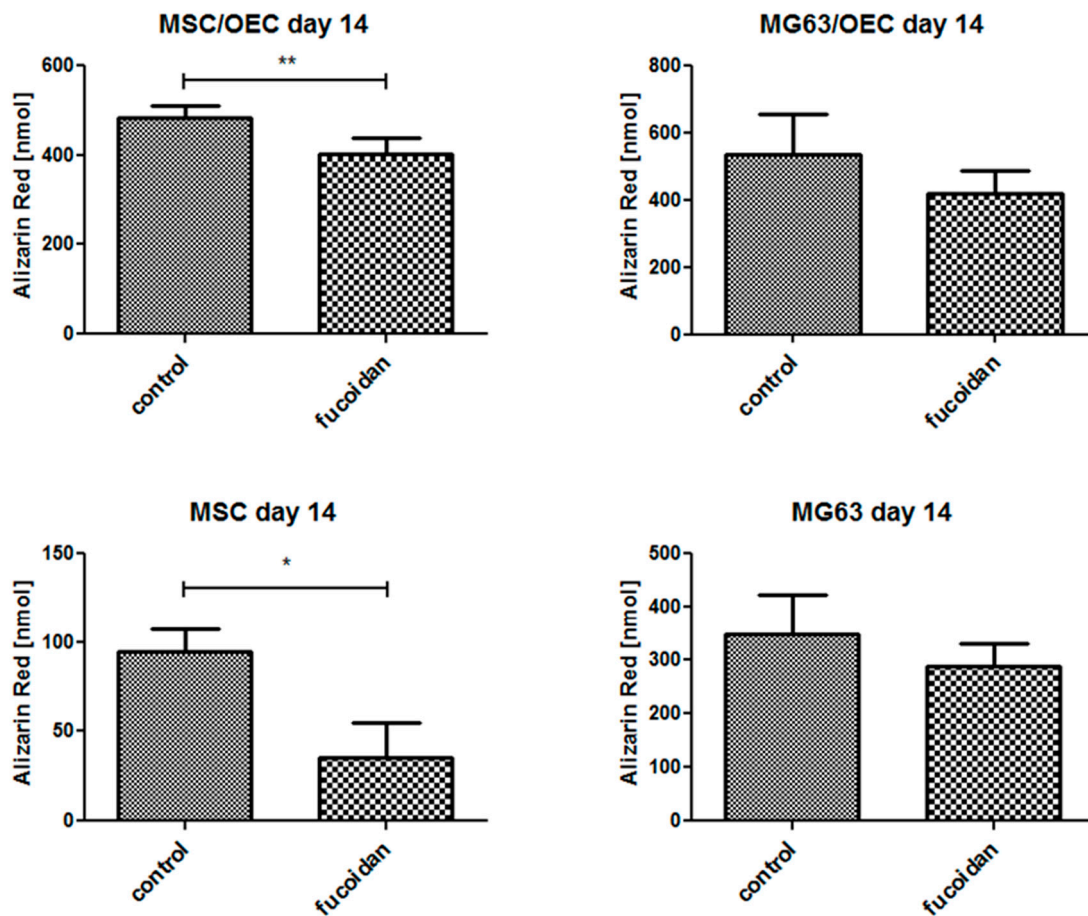 MSC/OEC day 14
Alizarin Red [nmol]
600
400
200
0
**
control
fucoidan
MG63/OEC day 14
Alizarin Red [nmol]
800
600
400
200
0
control
fucoidan
MSC day 14
Alizarin Red [nmol]
150
100
50
0
*
control
fucoidan
MG63 day 14
Alizarin Red [nmol]
500
400
300
200
100
0
control
fucoidan